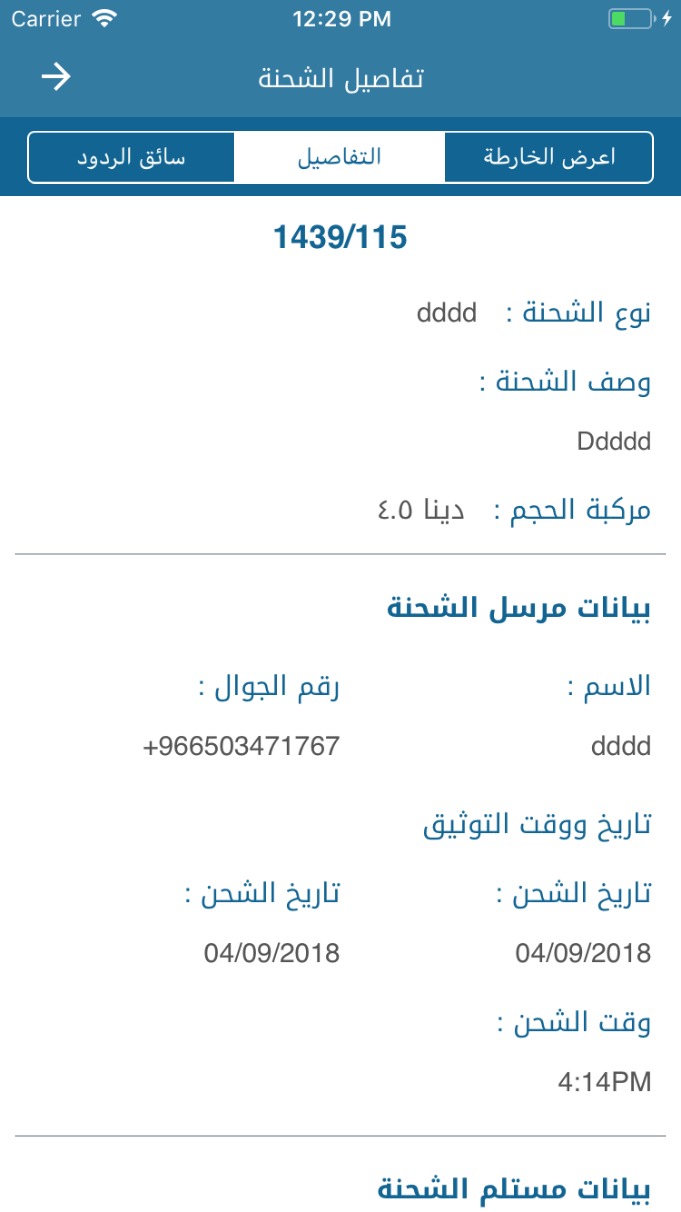 Carrier 12:29 PM
تفاصيل الشحنة
اعرض الخارطة التفاصيل سائق الردود
1439/115
نوع الشحنة : dddd
وصف الشحنة :
Ddddd
مركبة الحجم : دينا ٤.٥
بيانات مرسل الشحنة
الاسم : رقم الجوال :
dddd +966503471767
تاريخ ووقت التوثيق
تاريخ الشحن : تاريخ الشحن :
04/09/2018 04/09/2018
وقت الشحن :
4:14PM
بيانات مستلم الشحنة